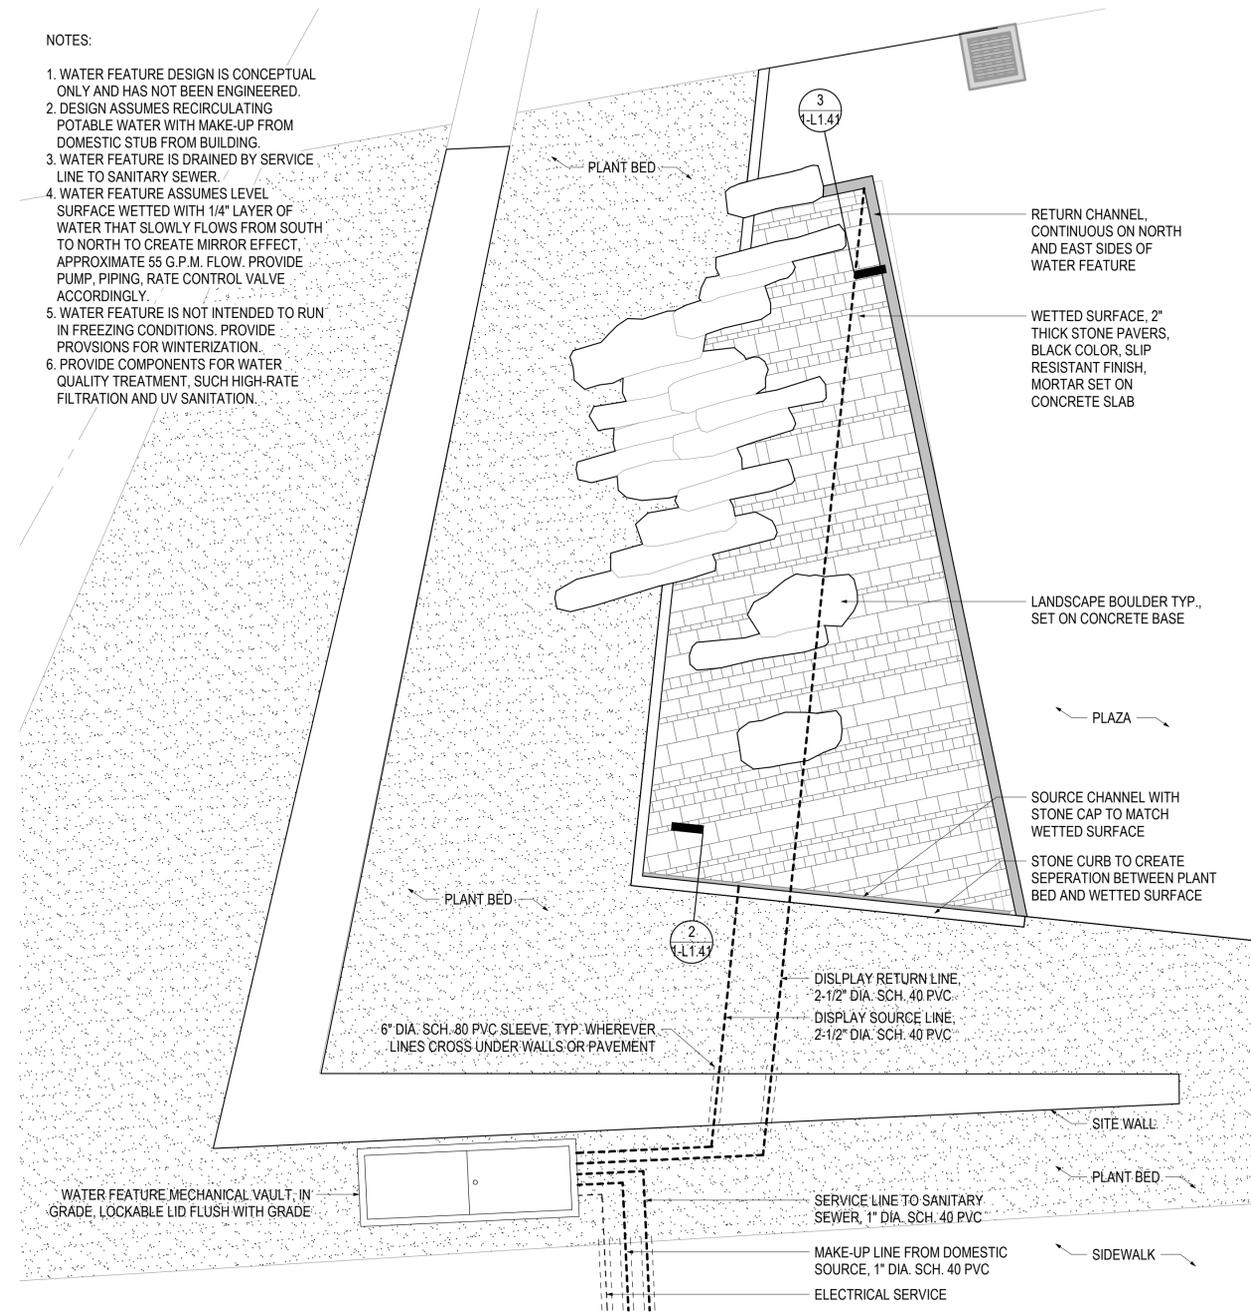 NOTES:
1. WATER FEATURE DESIGN IS CONCEPTUAL
ONLY AND HAS NOT BEEN ENGINEERED.
2. DESIGN ASSUMES RECIRCULATING
POTABLE WATER WITH MAKE-UP FROM
DOMESTIC STUB FROM BUILDING.
3. WATER FEATURE IS DRAINED BY SERVICE
LINE TO SANITARY SEWER.
4. WATER FEATURE ASSUMES LEVEL
SURFACE WETTED WITH 1/4" LAYER OF
WATER THAT SLOWLY FLOWS FROM SOUTH
TO NORTH TO CREATE MIRROR EFFECT,
APPROXIMATE 55 G.P.M. FLOW. PROVIDE
PUMP, PIPING, RATE CONTROL VALVE
ACCORDINGLY.
5. WATER FEATURE IS NOT INTENDED TO RUN
IN FREEZING CONDITIONS. PROVIDE
PROVSIONS FOR WINTERIZATION.
6. PROVIDE COMPONENTS FOR WATER
QUALITY TREATMENT, SUCH HIGH-RATE
FILTRATION AND UV SANITATION.
3
1-L1.41
PLANT BED
RETURN CHANNEL,
CONTINUOUS ON NORTH
AND EAST SIDES OF
WATER FEATURE
WETTED SURFACE, 2"
THICK STONE PAVERS,
BLACK COLOR, SLIP
RESISTANT FINISH,
MORTAR SET ON
CONCRETE SLAB
LANDSCAPE BOULDER TYP.,
SET ON CONCRETE BASE
PLAZA
SOURCE CHANNEL WITH
STONE CAP TO MATCH
WETTED SURFACE
STONE CURB TO CREATE
SEPERATION BETWEEN PLANT
BED AND WETTED SURFACE
PLANT BED
2
1-L1.41
DISLPLAY RETURN LINE,
2-1/2" DIA. SCH. 40 PVC
DISPLAY SOURCE LINE,
2-1/2" DIA. SCH. 40 PVC
6" DIA. SCH. 80 PVC SLEEVE, TYP. WHEREVER
LINES CROSS UNDER WALLS OR PAVEMENT
SITE WALL
PLANT BED
WATER FEATURE MECHANICAL VAULT, IN
GRADE, LOCKABLE LID FLUSH WITH GRADE
SERVICE LINE TO SANITARY
SEWER, 1" DIA. SCH. 40 PVC
SIDEWALK
MAKE-UP LINE FROM DOMESTIC
SOURCE, 1" DIA. SCH. 40 PVC
ELECTRICAL SERVICE